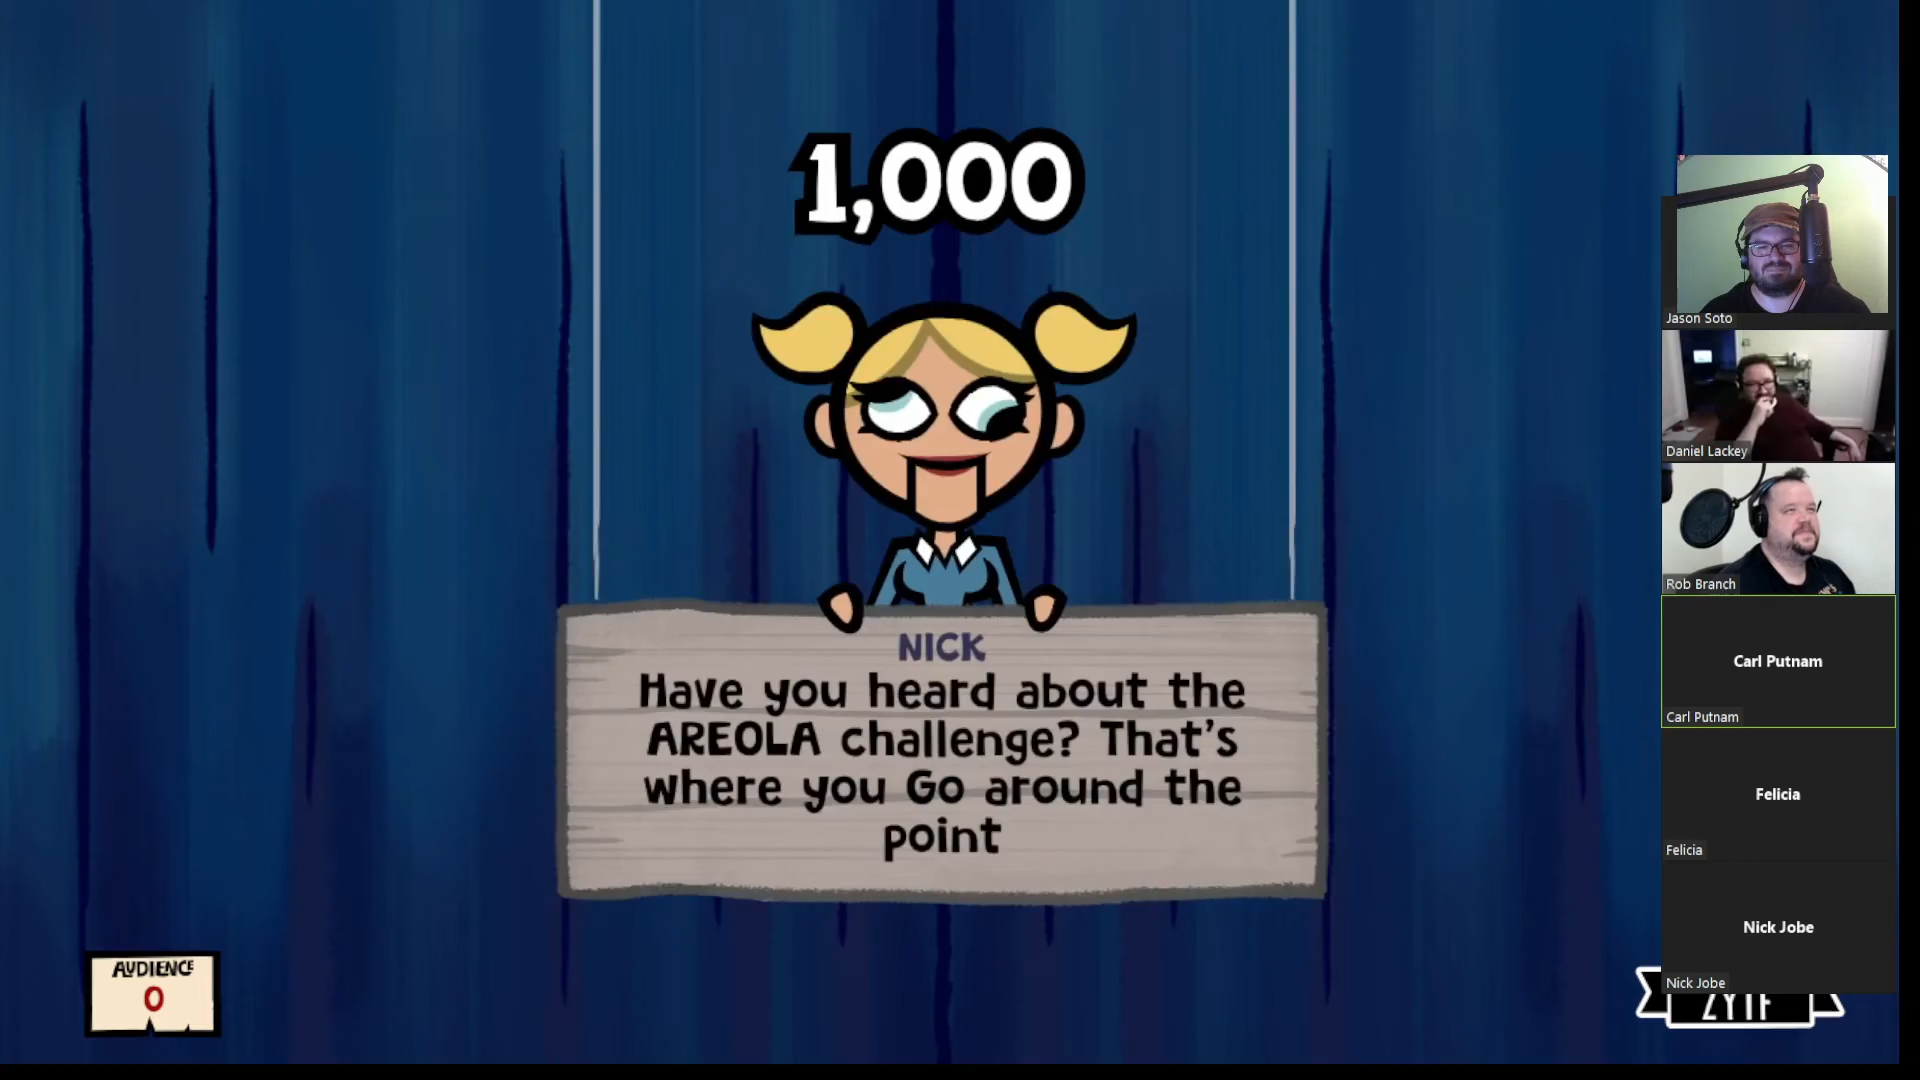 1,000
NICK
Have you heard about the
AREOLA challenge? That's
where you Go around the
point
AUDIENCE
0
Jason Soto
Daniel Lackey
Rob Branch
Carl Putnam
Carl Putnam
Felicia
Felicia
Nick Jobe
Nick Jobe